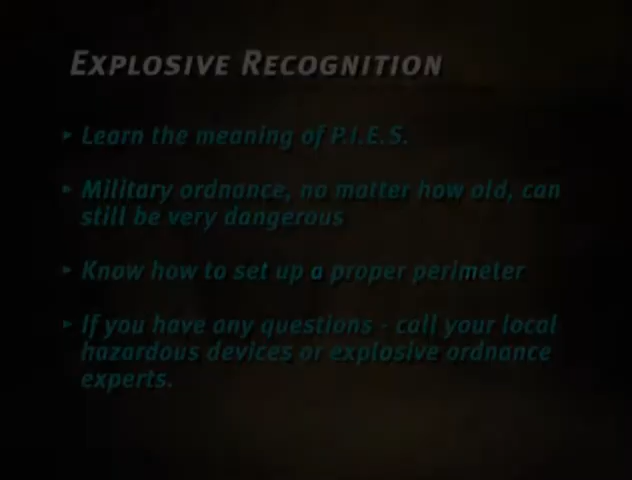 EXPLOSIVE RECOGNITION
▸ Learn the meaning of P.I.E.S.
▸ Military ordnance, no matter how old, can
still be very dangerous
▸ Know how to set up a proper perimeter
▸ If you have any questions - call your local
hazardous devices or explosive ordnance
experts.